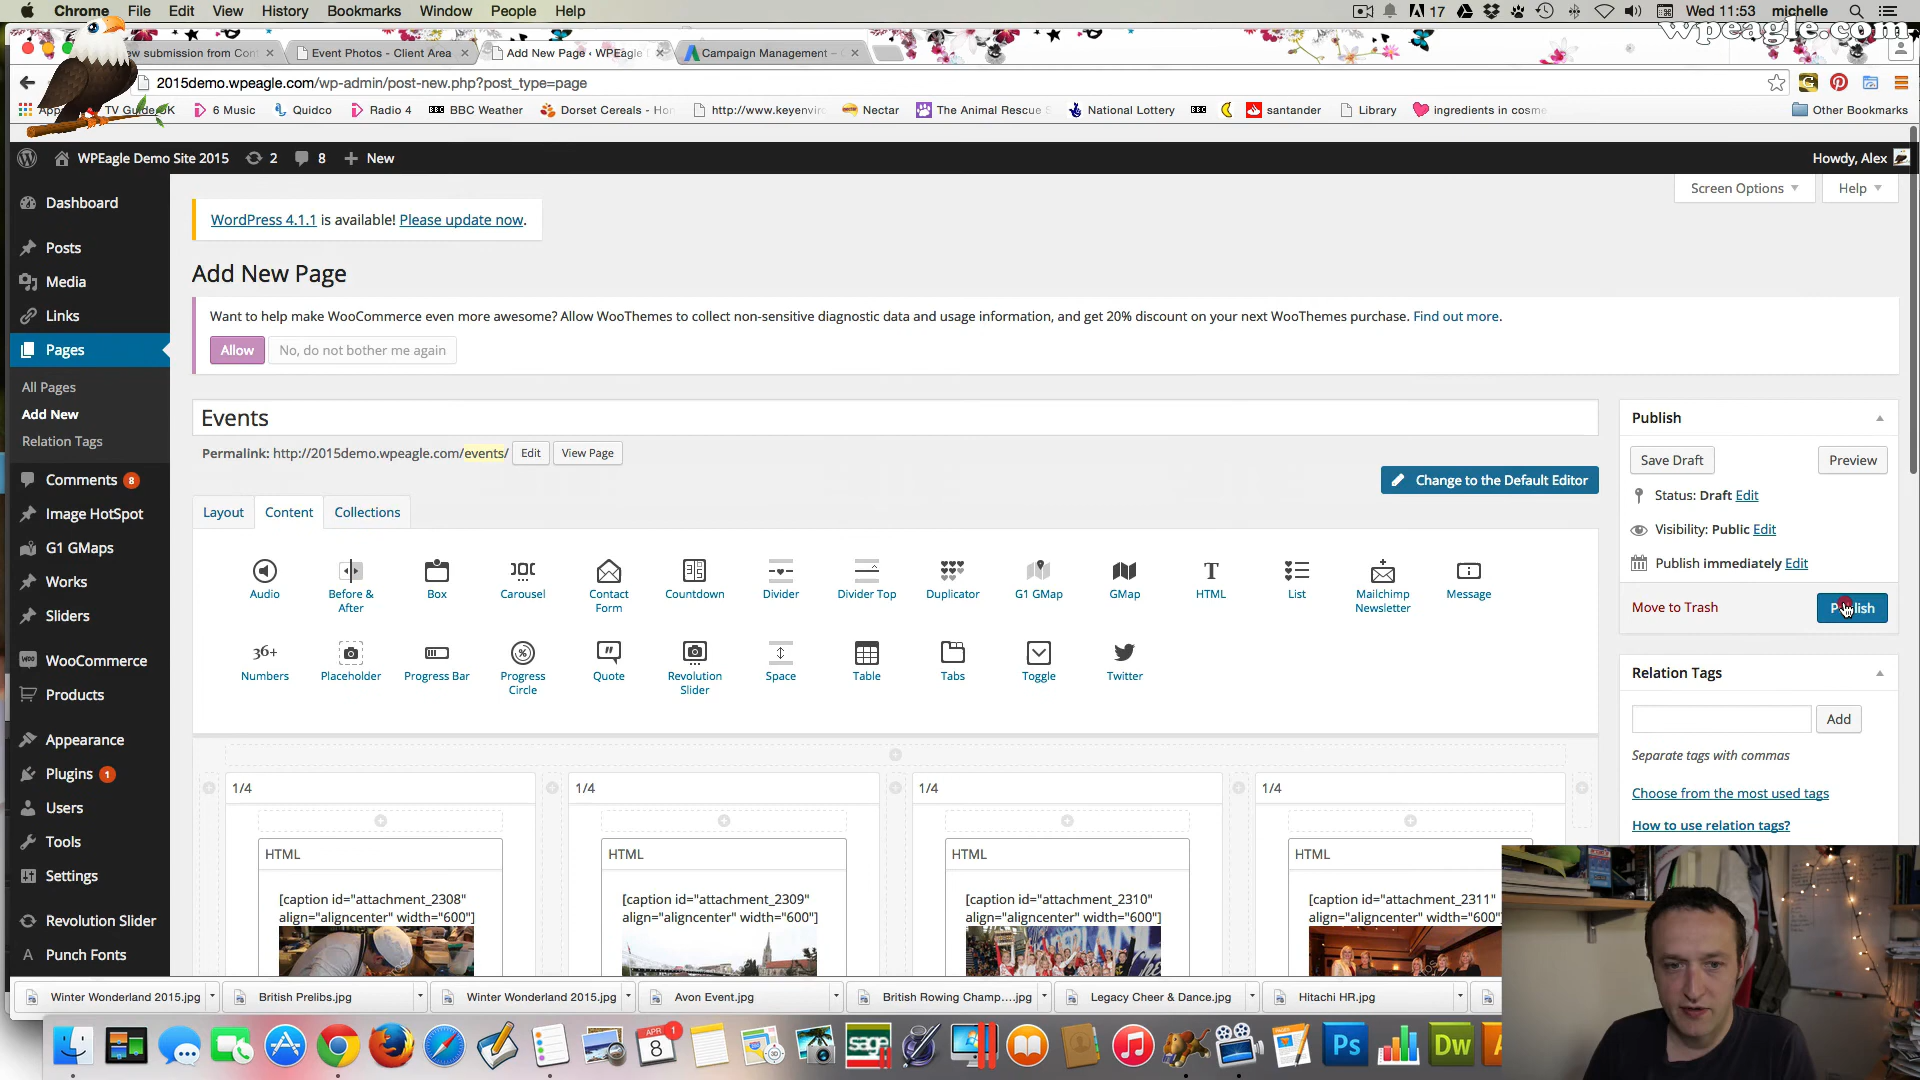 Chrome File Edit View History Bookmarks Window People Help 17 Wed 11:53 michelle
wpeagle.com
w submission from Con Event Photos - Client Area Add New Page ‹ WPEagle Campaign Management –
2015demo.wpeagle.com/wp-admin/post-new.php?post_type=page
TV Guide UK 6 Music Quidco Radio 4 BBC Weather Dorset Cereals - Ho http://www.keyenvir Nectar The Animal Rescue S National Lottery BBC santander Library ingredients in cosme Other Bookmarks
WPEagle Demo Site 2015 2 8 New Howdy, Alex
Screen Options Help
WordPress 4.1.1 is available! Please update now.
Add New Page
Want to help make WooCommerce even more awesome? Allow WooThemes to collect non-sensitive diagnostic data and usage information, and get 20% discount on your next WooThemes purchase. Find out more.
Allow No, do not bother me again
Dashboard
Posts
Media
Links
Pages
All Pages
Add New
Relation Tags
Comments 8
Image HotSpot
G1 GMaps
Works
Sliders
WooCommerce
Products
Appearance
Plugins 1
Users
Tools
Settings
Revolution Slider
Punch Fonts
Events
Permalink: http://2015demo.wpeagle.com/events/ Edit View Page
Change to the Default Editor
Layout Content Collections
Audio Before & After Box Carousel Contact Form Countdown Divider Divider Top Duplicator G1 GMap GMap HTML List Mailchimp Newsletter Message
36+
Numbers Placeholder Progress Bar Progress Circle Quote Revolution Slider Space Table Tabs Toggle Twitter
1/4 1/4 1/4 1/4
HTML HTML HTML HTML
[caption id="attachment_2308" align="aligncenter" width="600"]
[caption id="attachment_2309" align="aligncenter" width="600"]
[caption id="attachment_2310" align="aligncenter" width="600"]
[caption id="attachment_2311" align="aligncenter" width="600"
Publish
Save Draft Preview
Status: Draft Edit
Visibility: Public Edit
Publish immediately Edit
Move to Trash Publish
Relation Tags
Add
Separate tags with commas
Choose from the most used tags
How to use relation tags?
Winter Wonderland 2015.jpg British Prelibs.jpg Winter Wonderland 2015.jpg Avon Event.jpg British Rowing Champ....jpg Legacy Cheer & Dance.jpg Hitachi HR.jpg
APR 8 1 sage Ps Dw